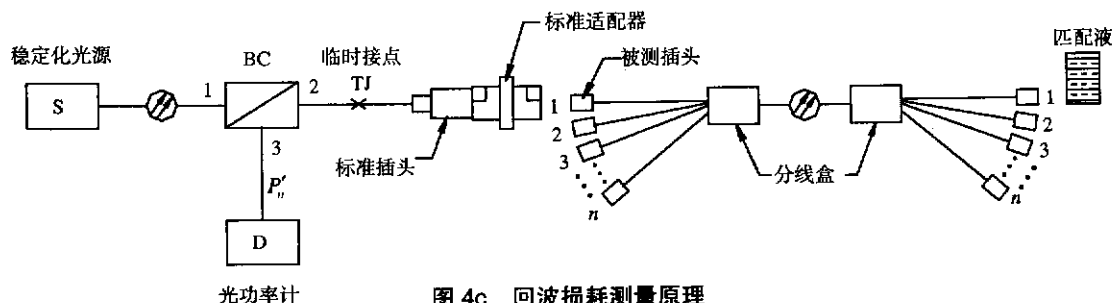 标准适配器
稳定化光源
BC
临时接点
TJ
被测插头
匹配液
S
1
2
3
标准插头
1
2
3
n
分线盒
1
2
3
n
P'n
D
光功率计
图 4c 回波损耗测量原理